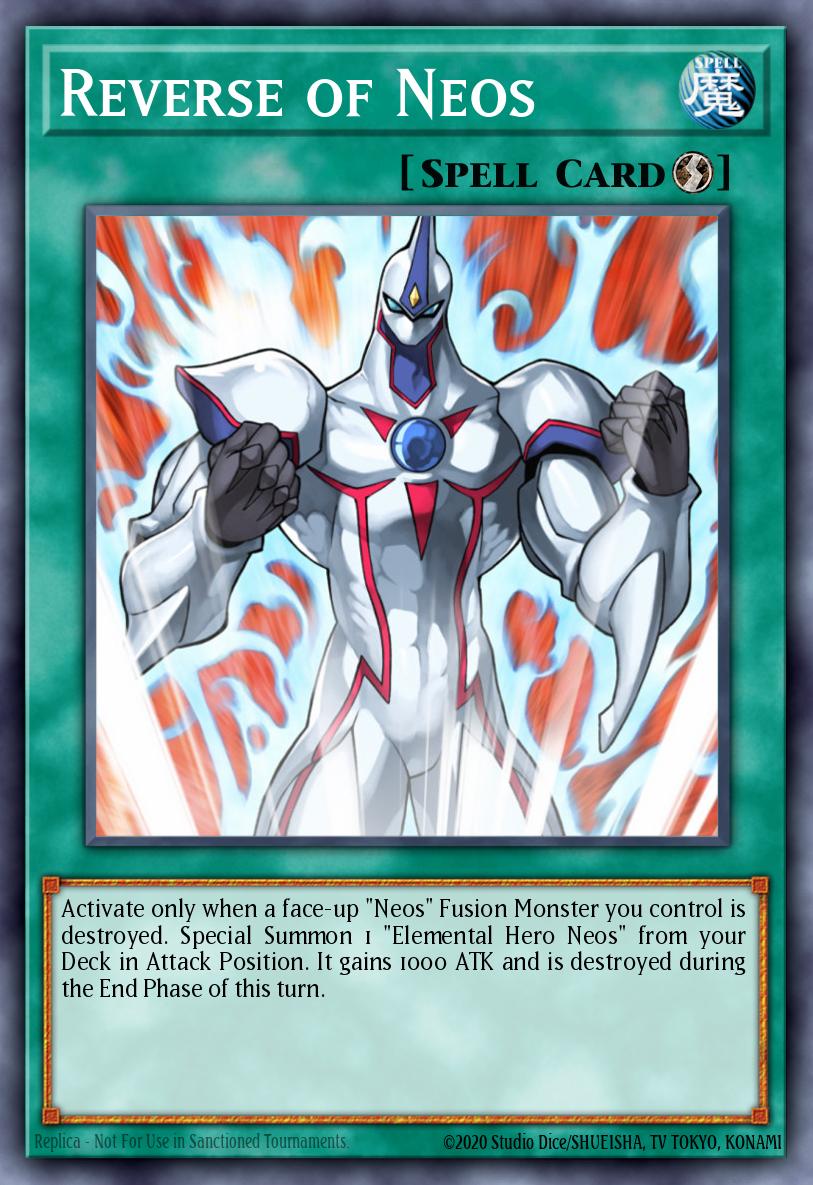 Reverse of Neos
SPELL
魔
[Spell Card]
Activate only when a face-up "Neos" Fusion Monster you control is
destroyed. Special Summon 1 "Elemental Hero Neos" from your
Deck in Attack Position. It gains 1000 ATK and is destroyed during
the End Phase of this turn.
Replica - Not For Use in Sanctioned Tournaments.
©2020 Studio Dice/SHUEISHA, TV TOKYO, KONAMI